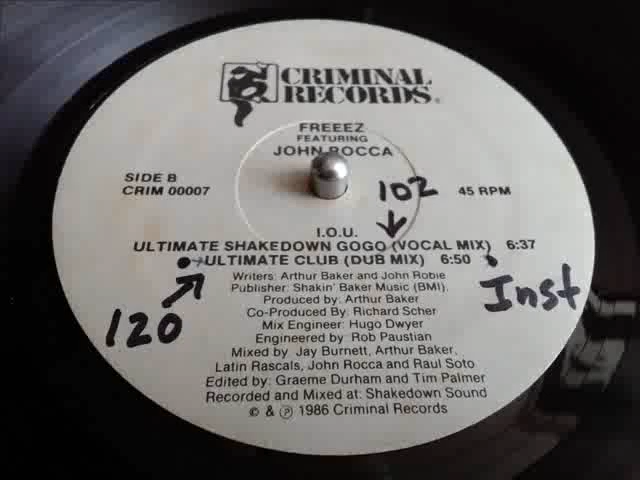 CRIMINAL
RECORDS®
FREEEZ
FEATURING
JOHN ROCCA
SIDE B
CRIM 00007
102
45 RPM
I.O.U.
ULTIMATE SHAKEDOWN GOGO (VOCAL MIX) 6:37
ULTIMATE CLUB (DUB MIX) 6:50
120
Inst
Writers: Arthur Baker and John Robie
Publisher: Shakin' Baker Music (BMI).
Produced by: Arthur Baker
Co-Produced by: Richard Scher
Mix Engineer: Hugo Dwyer
Engineered by: Rob Paustian
Mixed by: Jay Burnett, Arthur Baker,
Latin Rascals, John Rocca and Raul Soto
Edited by: Graeme Durham and Tim Palmer
Recorded and Mixed at: Shakedown Sound
© & ℗ 1986 Criminal Records